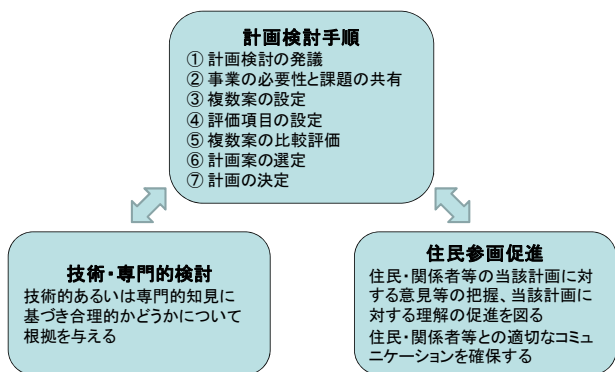 計画検討手順
① 計画検討の発議
② 事業の必要性と課題の共有
③ 複数案の設定
④ 評価項目の設定
⑤ 複数案の比較評価
⑥ 計画案の選定
⑦ 計画の決定
技術・専門的検討
技術的あるいは専門的知見に
基づき合理的かどうかについて
根拠を与える
住民参画促進
住民・関係者等の当該計画に対
する意見等の把握、当該計画に
対する理解の促進を図る
住民・関係者等との適切なコミュ
ニケーションを確保する